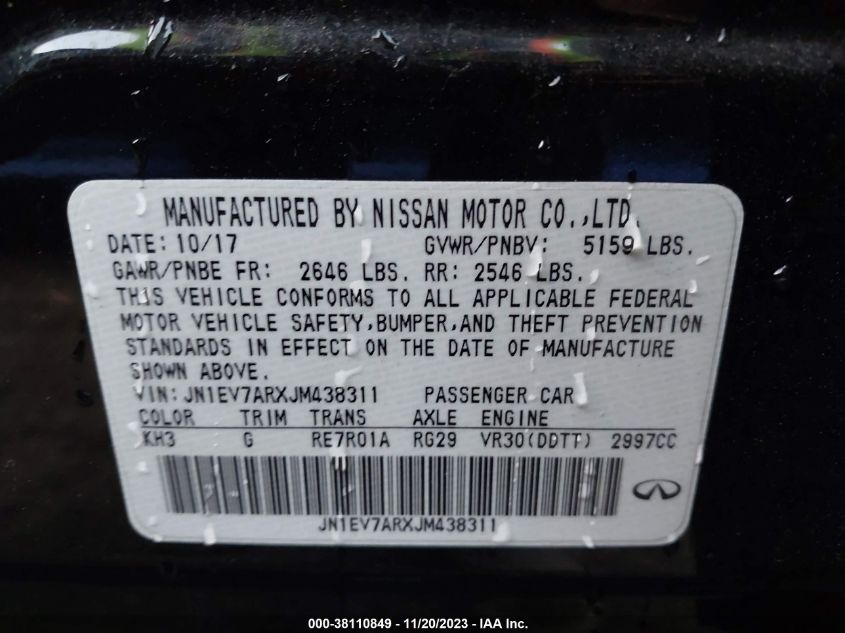 MANUFACTURED BY NISSAN MOTOR CO.,LTD.
DATE: 10/17 GVWR/PNBV: 5159 LBS.
GAWR/PNBE FR: 2646 LBS. RR: 2546 LBS.
THIS VEHICLE CONFORMS TO ALL APPLICABLE FEDERAL
MOTOR VEHICLE SAFETY,BUMPER,AND THEFT PREVENTION
STANDARDS IN EFFECT ON THE DATE OF MANUFACTURE
SHOWN ABOVE.
VIN: JN1EV7ARXJM438311 PASSENGER CAR
COLOR TRIM TRANS AXLE ENGINE
KH3 G RE7R01A RG29 VR30(DDTT) 2997CC
JN1EV7ARXJM438311
000-38110849 - 11/20/2023 - IAA Inc.